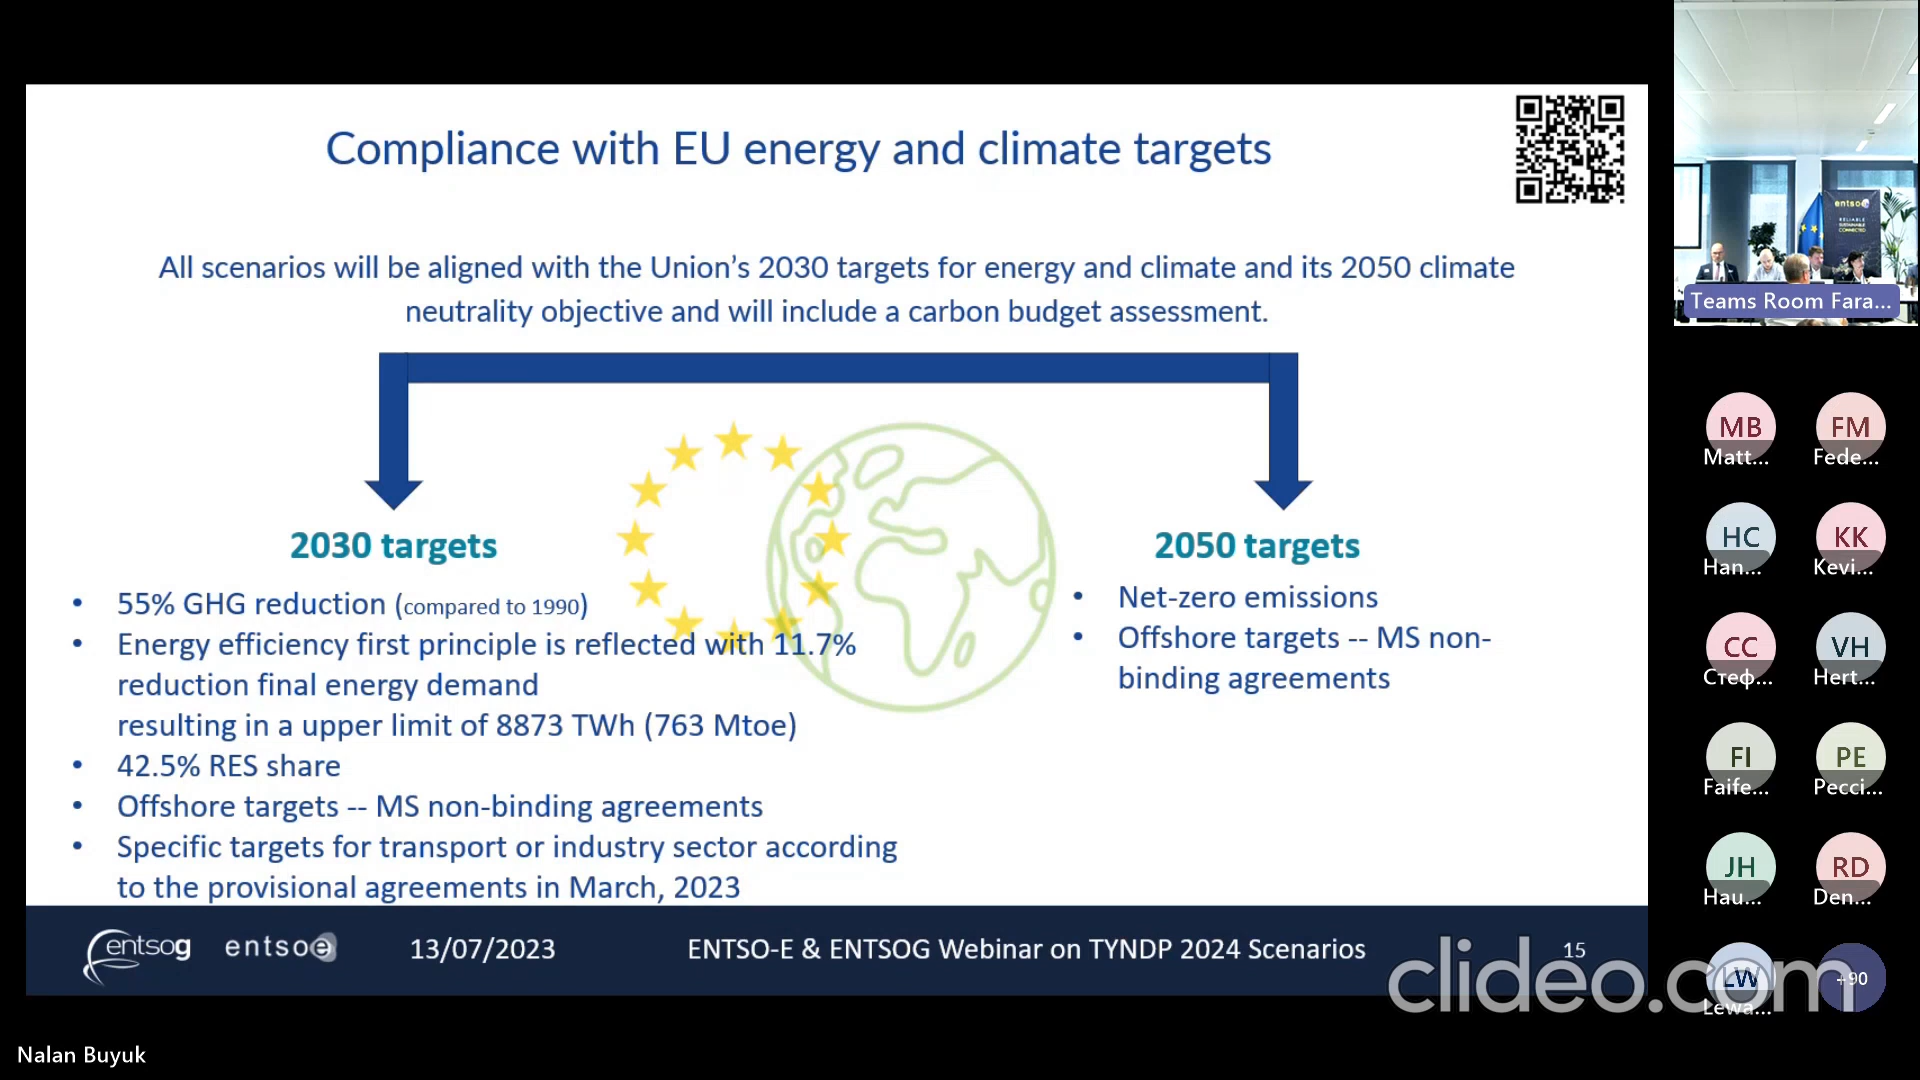 Compliance with EU energy and climate targets
All scenarios will be aligned with the Union's 2030 targets for energy and climate and its 2050 climate
neutrality objective and will include a carbon budget assessment.
2030 targets
• 55% GHG reduction (compared to 1990)
• Energy efficiency first principle is reflected with 11.7%
reduction final energy demand
resulting in a upper limit of 8873 TWh (763 Mtoe)
• 42.5% RES share
• Offshore targets -- MS non-binding agreements
• Specific targets for transport or industry sector according
to the provisional agreements in March, 2023
2050 targets
• Net-zero emissions
• Offshore targets -- MS non-
binding agreements
entsog
entsoe
13/07/2023
ENTSO-E & ENTSOG Webinar on TYNDP 2024 Scenarios
15
clideo.com
Nalan Buyuk
entsoe
RELIABLE
SUSTAINABLE
CONNECTED
Teams Room Fara...
MB
Matt...
FM
Fede...
HC
Han...
KK
Kevi...
CC
Стеф...
VH
Hert...
FI
Faife...
PE
Pecci...
JH
Hau...
RD
Den...
LW
Lewa...
+90